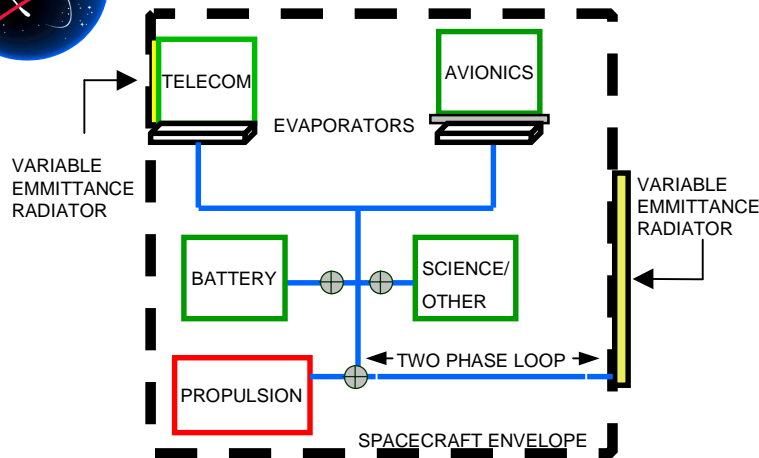 TELECOM
AVIONICS
EVAPORATORS
VARIABLE
EMMITTANCE
RADIATOR
VARIABLE
EMMITTANCE
RADIATOR
BATTERY
SCIENCE/
OTHER
TWO PHASE LOOP
PROPULSION
SPACECRAFT ENVELOPE